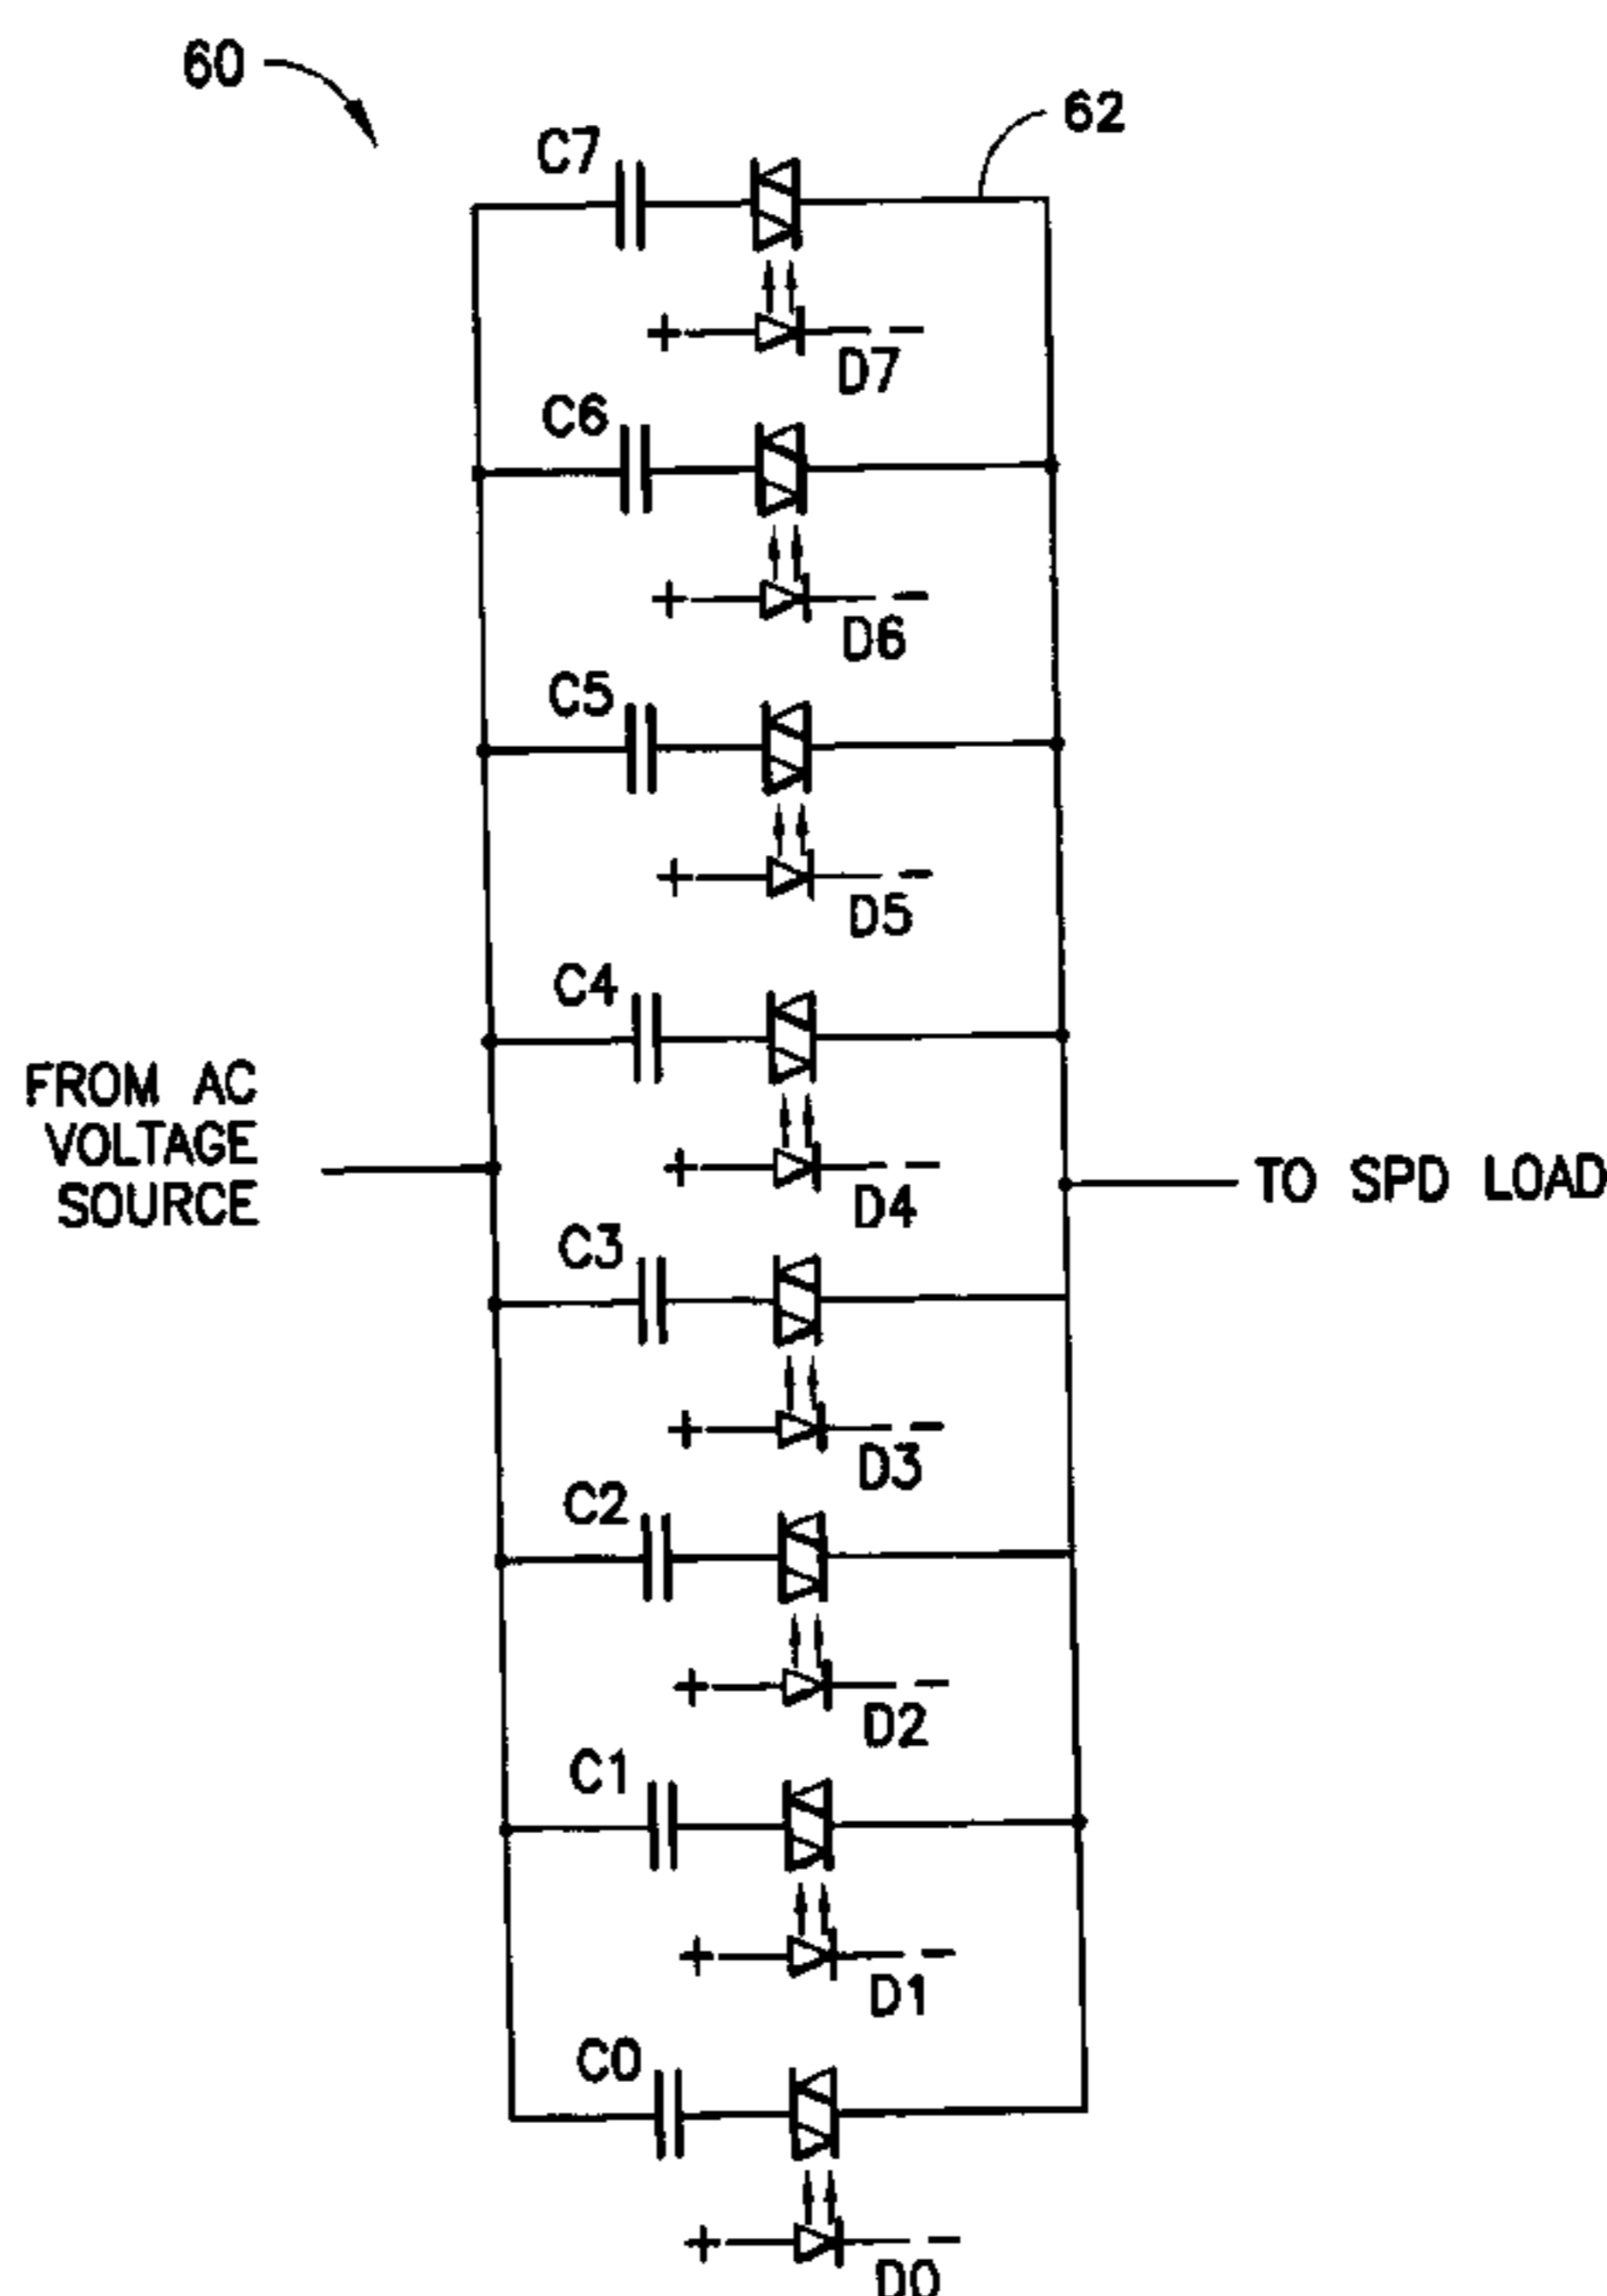 60
62
C7
+ -
D7
C6
+ -
D6
C5
+ -
D5
C4
FROM AC
VOLTAGE
SOURCE
+ -
D4
TO SPD LOAD
C3
+ -
D3
C2
+ -
D2
C1
+ -
D1
C0
+ -
D0